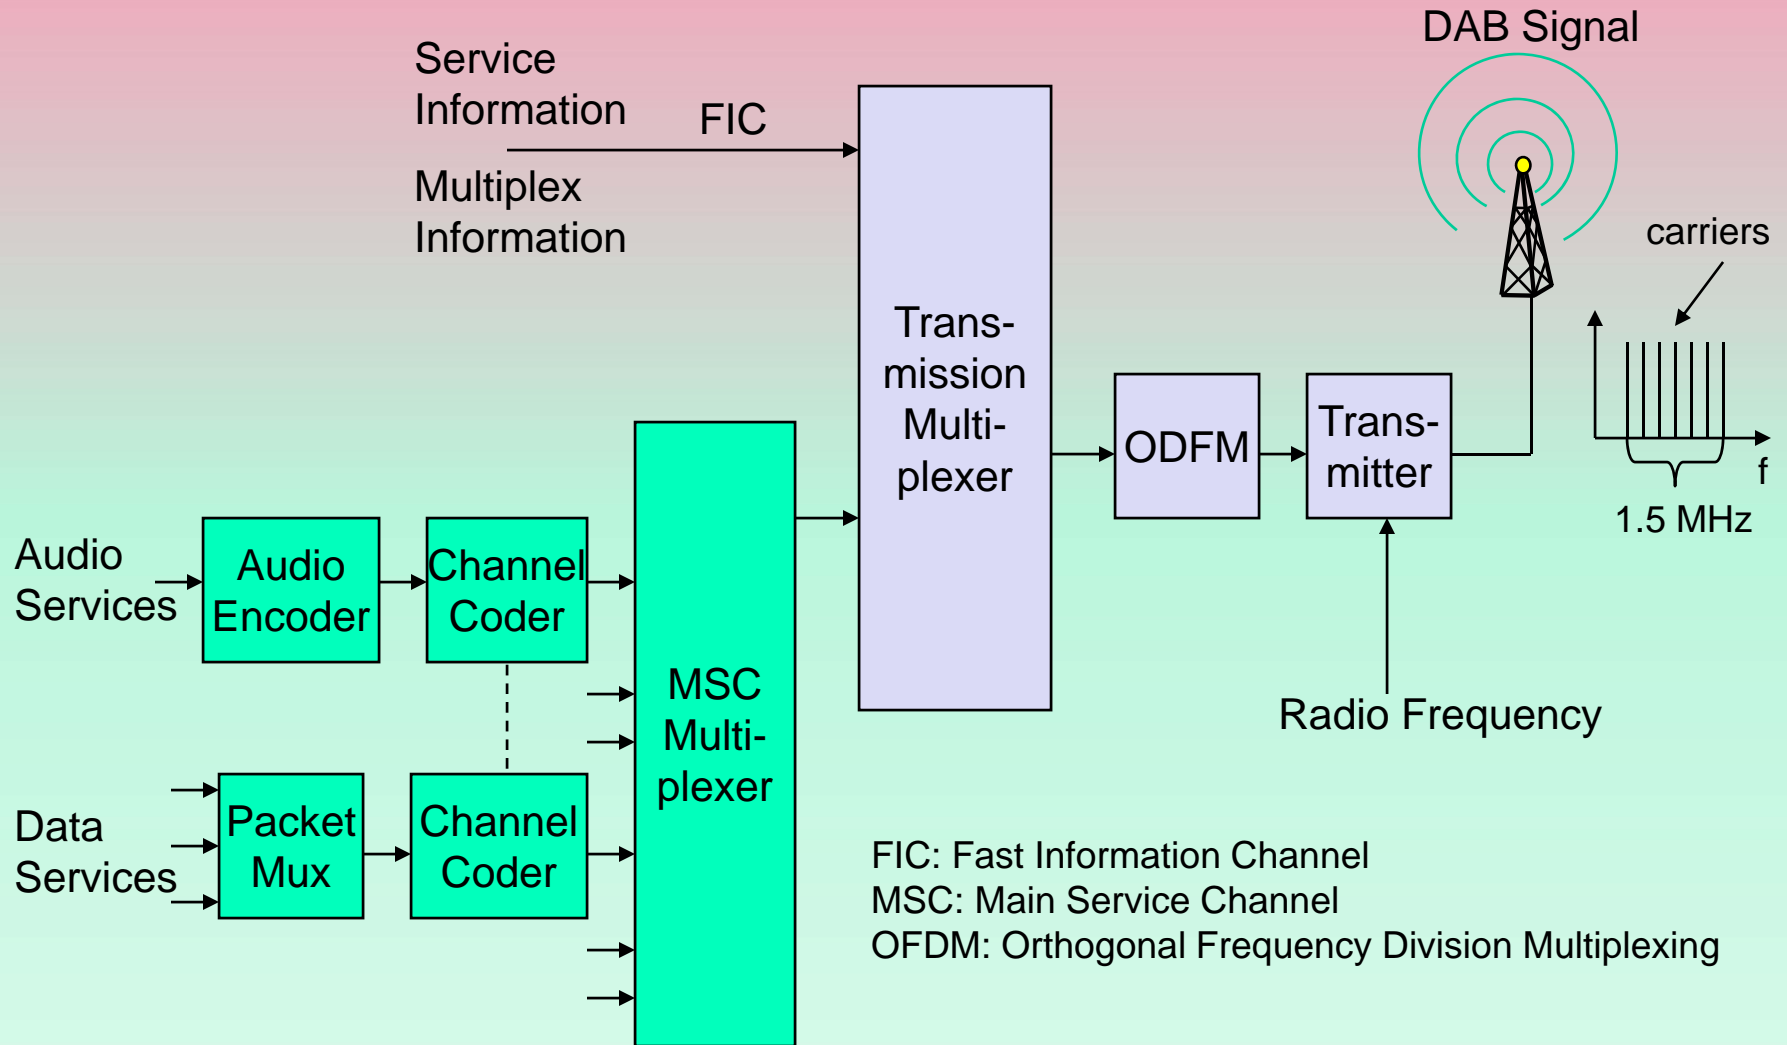 DAB Signal
Service
Information
FIC
Multiplex
Information
carriers
Trans-
mission
Multi-
plexer
ODFM
Trans-
mitter
f
1.5 MHz
Audio
Services
Audio
Encoder
Channel
Coder
MSC
Multi-
plexer
Radio Frequency
Data
Services
Packet
Mux
Channel
Coder
FIC: Fast Information Channel
MSC: Main Service Channel
OFDM: Orthogonal Frequency Division Multiplexing